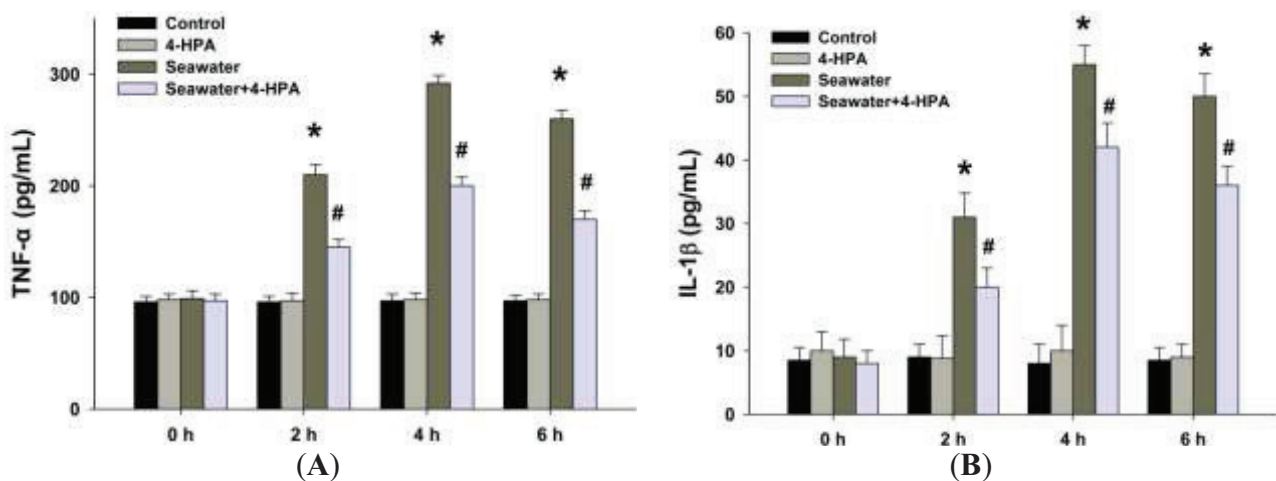 Control
4-HPA
Seawater
Seawater+4-HPA
300
200
100
0
TNF-α (pg/mL)
*
#
*
#
*
#
0 h
2 h
4 h
6 h
(A)
Control
4-HPA
Seawater
Seawater+4-HPA
60
50
40
30
20
10
0
IL-1β (pg/mL)
*
#
*
#
*
#
0 h
2 h
4 h
6 h
(B)